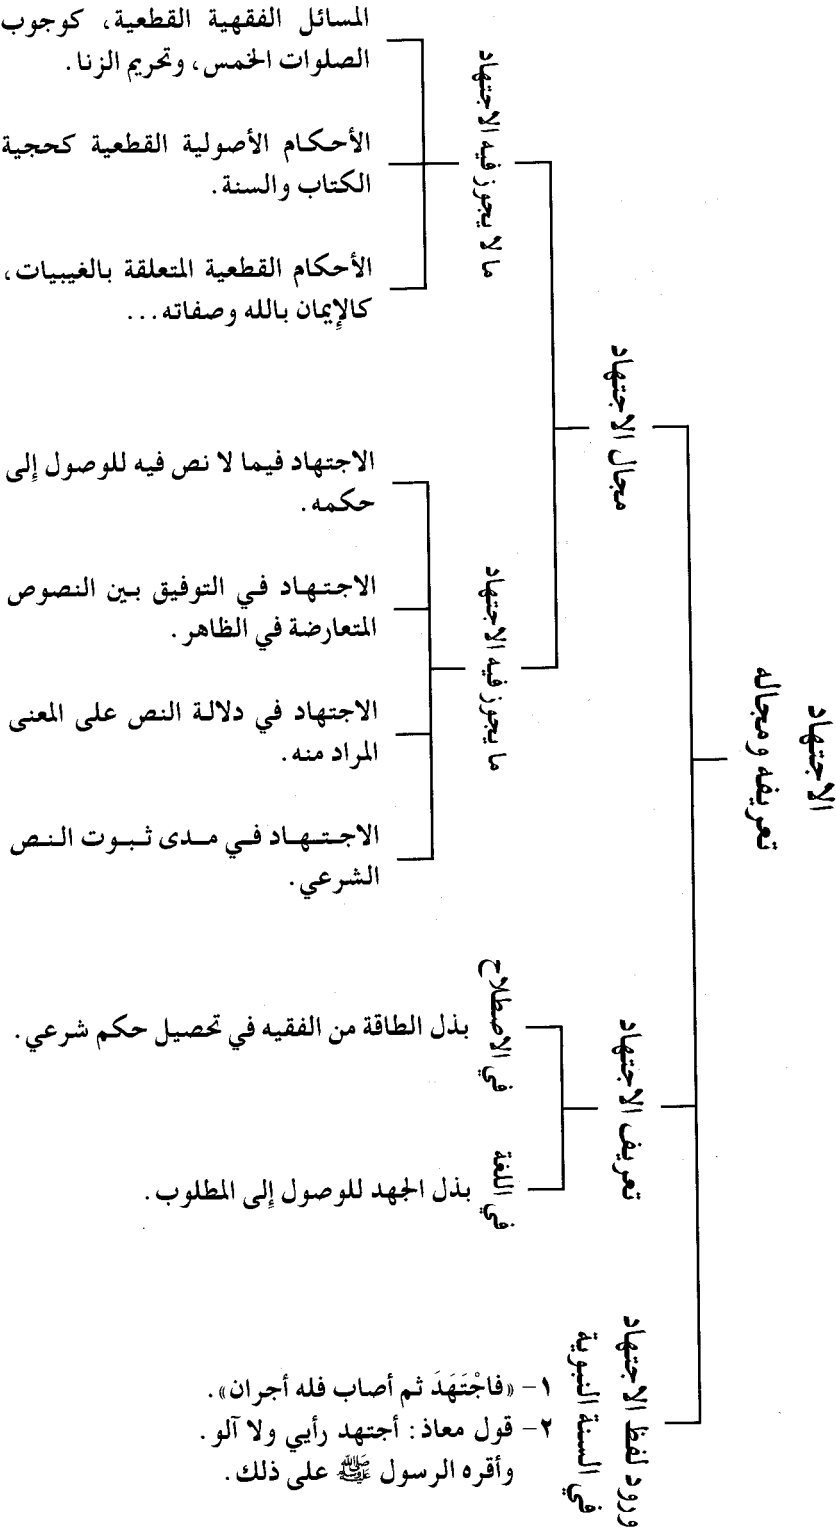 الاجتهاد
تعريفه ومجاله
ورود لفظ الاجتهاد
في السنة النبوية
١- «فاجْتَهَدَ ثم أصاب فله أجران».
٢- قول معاذ: أجتهد رأيي ولا آلو.
وأقره الرسول ﷺ على ذلك.
تعريف الاجتهاد
في اللغة
بذل الجهد للوصول إِلى المطلوب.
في الاصطلاح
بذل الطاقة من الفقيه في تحصيل حكم شرعي.
مجال الاجتهاد
ما لا يجوز فيه الاجتهاد
المسائل الفقهية القطعية، كوجوب
الصلوات الخمس، وتحريم الزنا.
الأحكام الأصولية القطعية كحجية
الكتاب والسنة.
الأحكام القطعية المتعلقة بالغيبيات،
كالإِيمان بالله وصفاته...
ما يجوز فيه الاجتهاد
الاجتهاد فيما لا نص فيه للوصول إِلى
حكمه.
الاجتهاد في التوفيق بين النصوص
المتعارضة في الظاهر.
الاجتهاد في دلالة النص على المعنى
المراد منه.
الاجتهاد في مدى ثبوت النص
الشرعي.